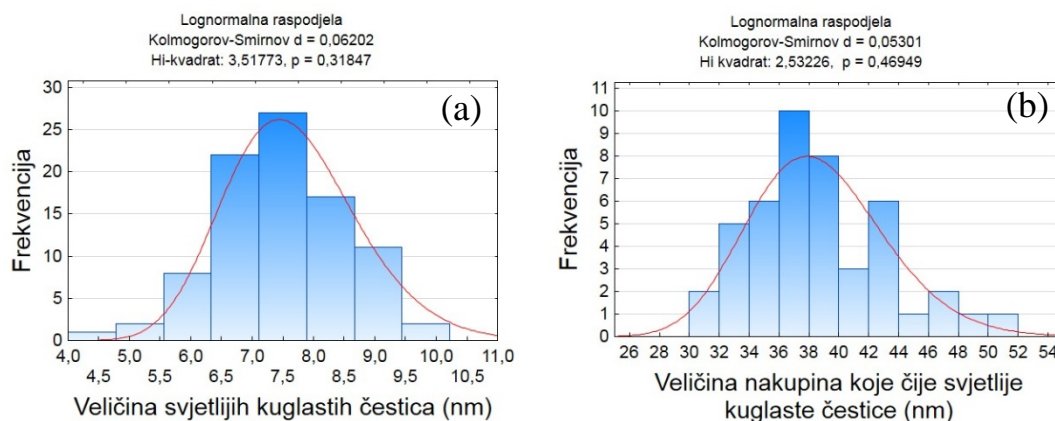 Lognormalna raspodjela
Kolmogorov-Smirnov d = 0,06202
Hi-kvadrat: 3,51773, p = 0,31847
(a)
Frekvencija
30
25
20
15
10
5
0
4,0 5,0 6,0 7,0 8,0 9,0 10,0 11,0
4,5 5,5 6,5 7,5 8,5 9,5 10,5
Veličina svjetlijih kuglastih čestica (nm)
Lognormalna raspodjela
Kolmogorov-Smirnov d = 0,05301
Hi kvadrat: 2,53226, p = 0,46949
(b)
Frekvencija
11
10
9
8
7
6
5
4
3
2
1
0
26 28 30 32 34 36 38 40 42 44 46 48 50 52 54
Veličina nakupina koje čije svjetlije
kuglaste čestice (nm)